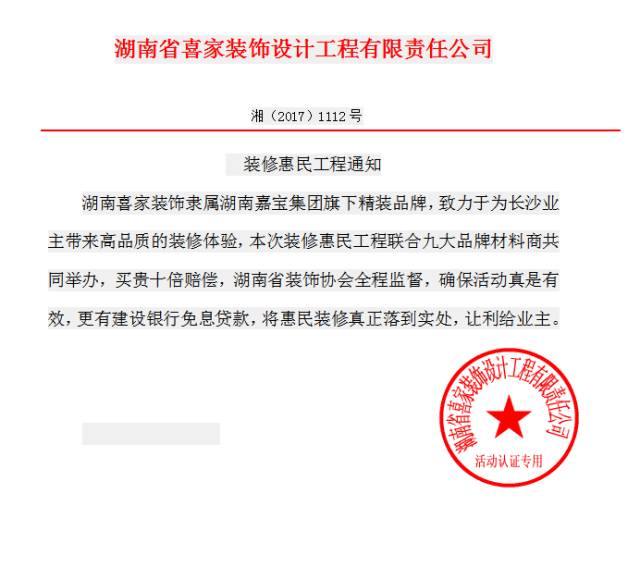 湖南省喜家装饰设计工程有限责任公司
湘（2017）1112号
装修惠民工程通知
湖南喜家装饰隶属湖南嘉宝集团旗下精装品牌，致力于为长沙业
主带来高品质的装修体验，本次装修惠民工程联合九大品牌材料商共
同举办，买贵十倍赔偿，湖南省装饰协会全程监督，确保活动真是有
效，更有建设银行免息贷款，将惠民装修真正落到实处，让利给业主。
湖南省喜家装饰设计工程有限责任公司
活动认证专用